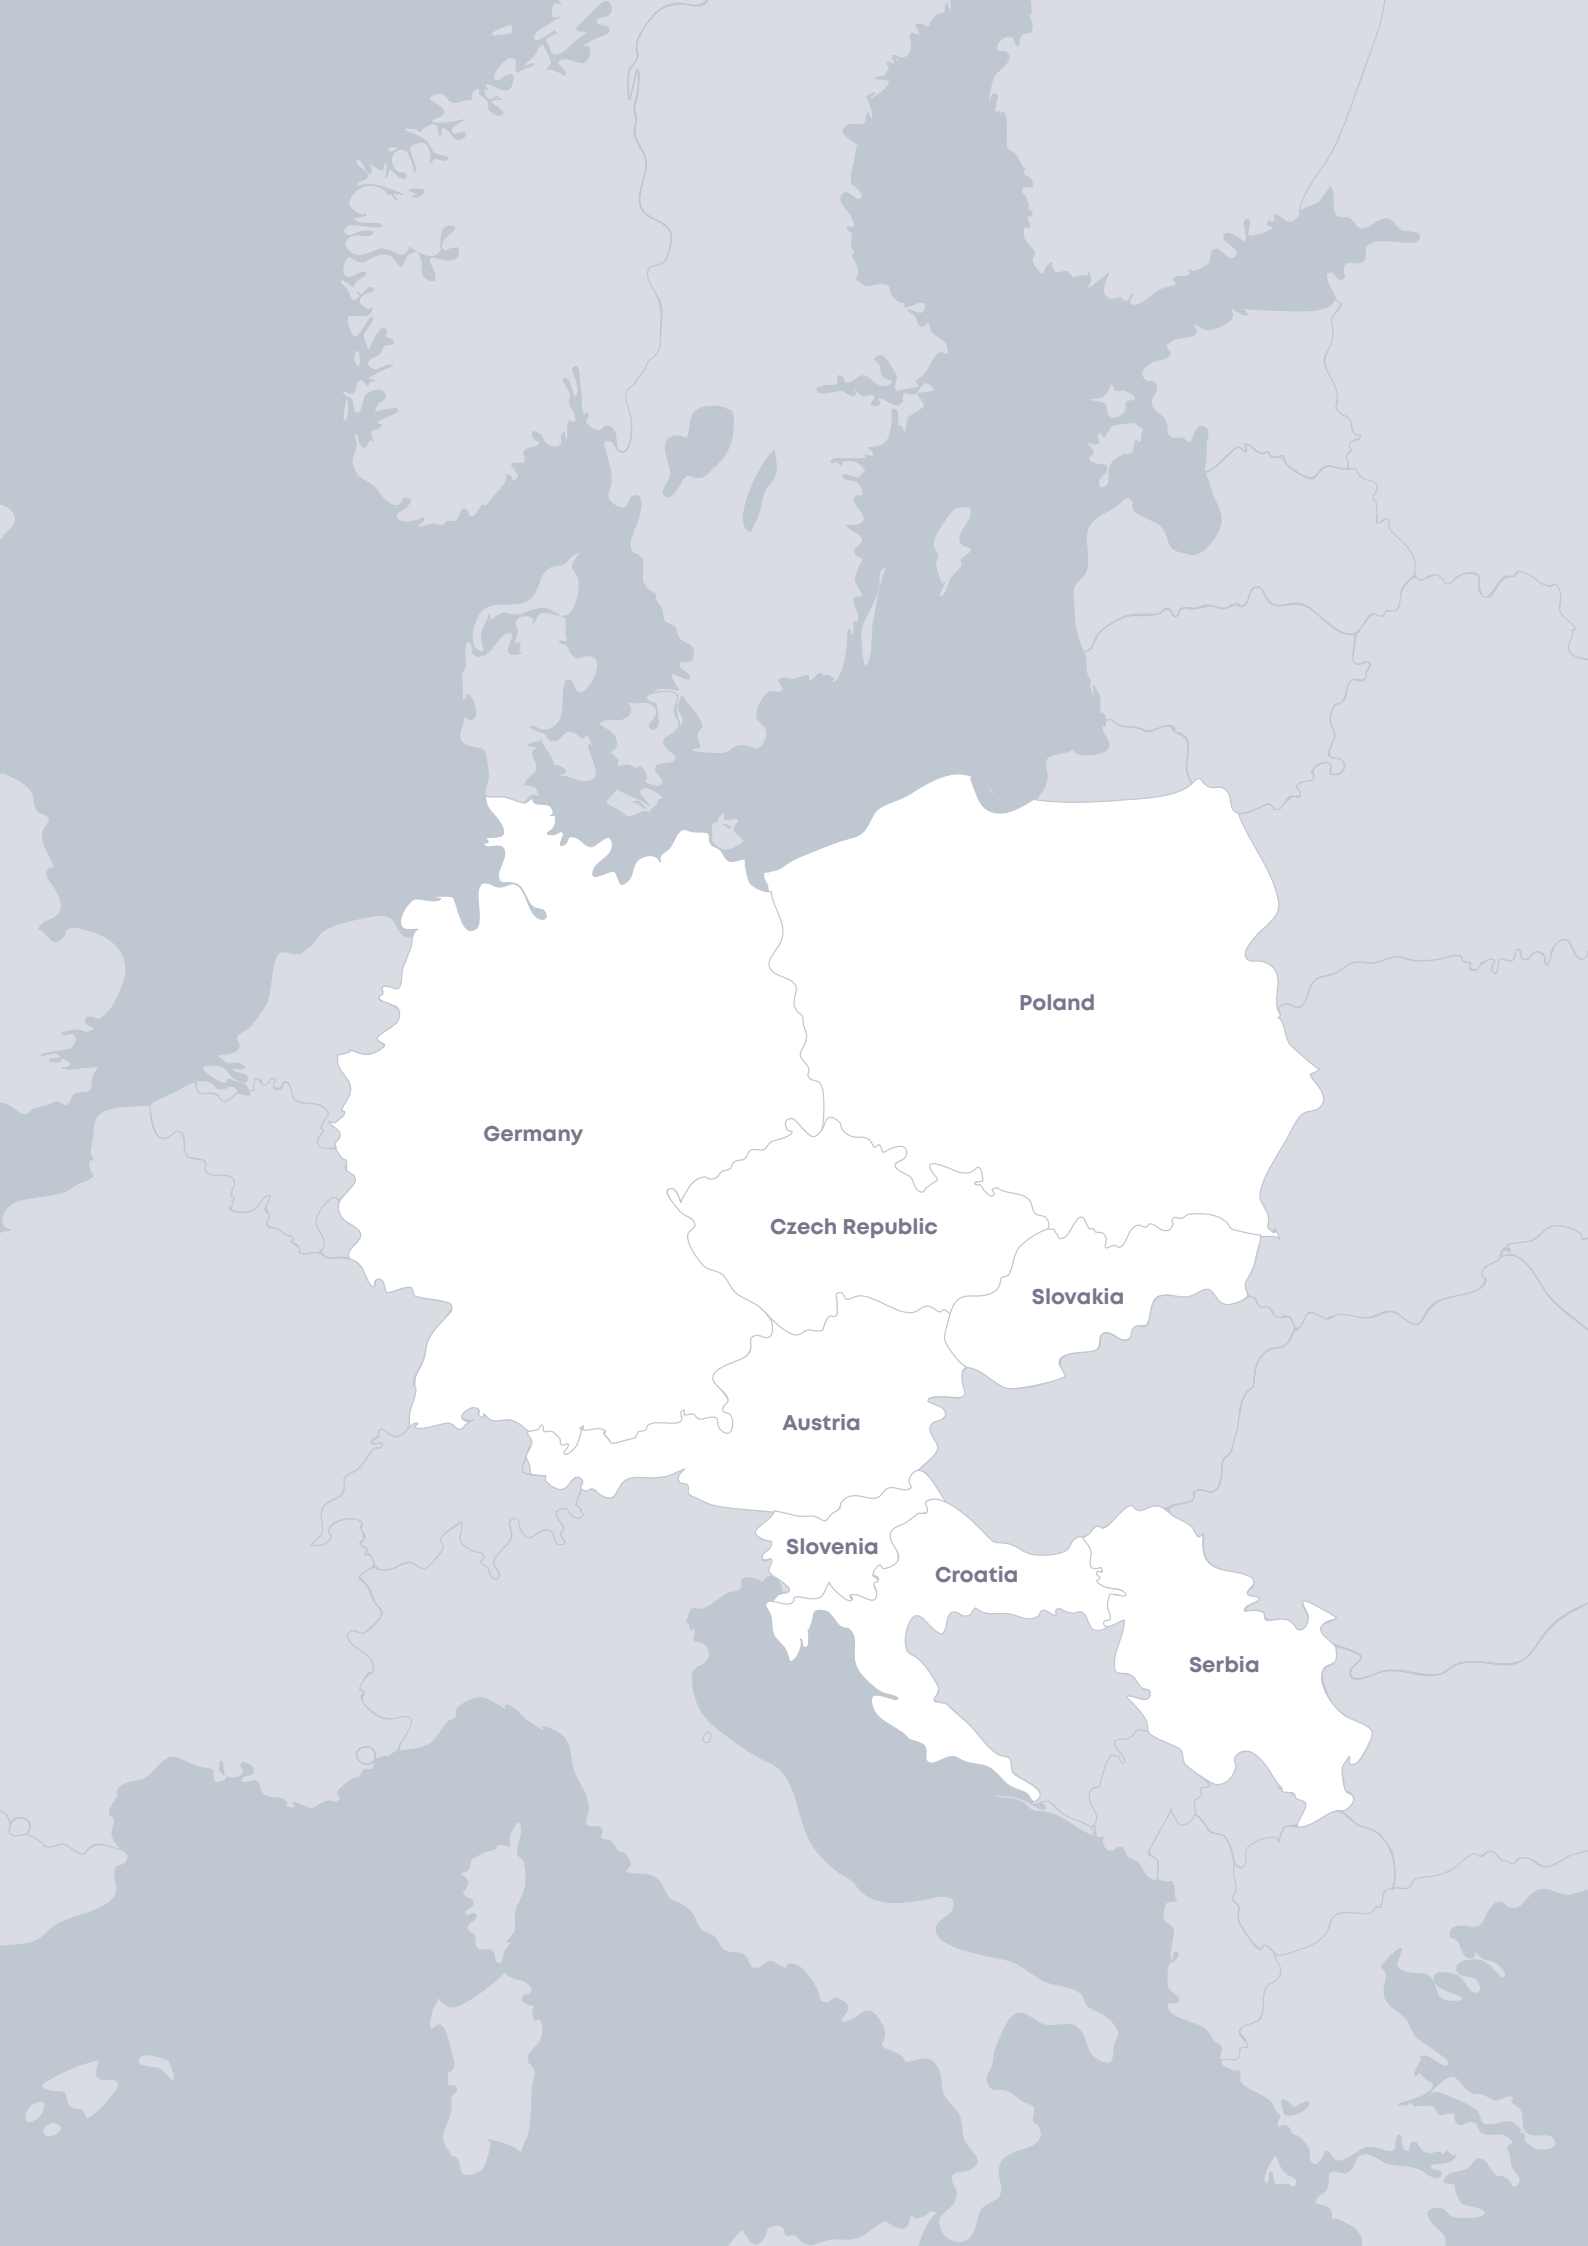 Poland
Germany
Czech Republic
Slovakia
Austria
Slovenia
Croatia
Serbia